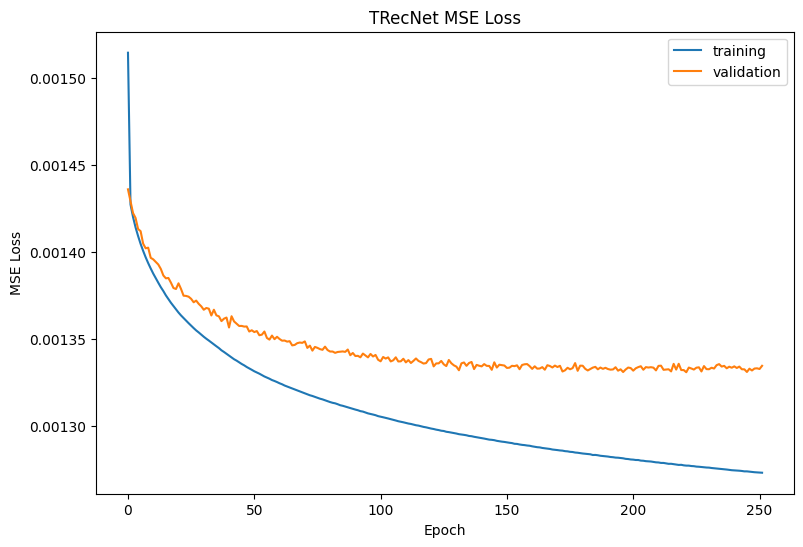 TRecNet MSE Loss
training
validation
0.00150
0.00145
0.00140
0.00135
0.00130
MSE Loss
0 50 100 150 200 250
Epoch